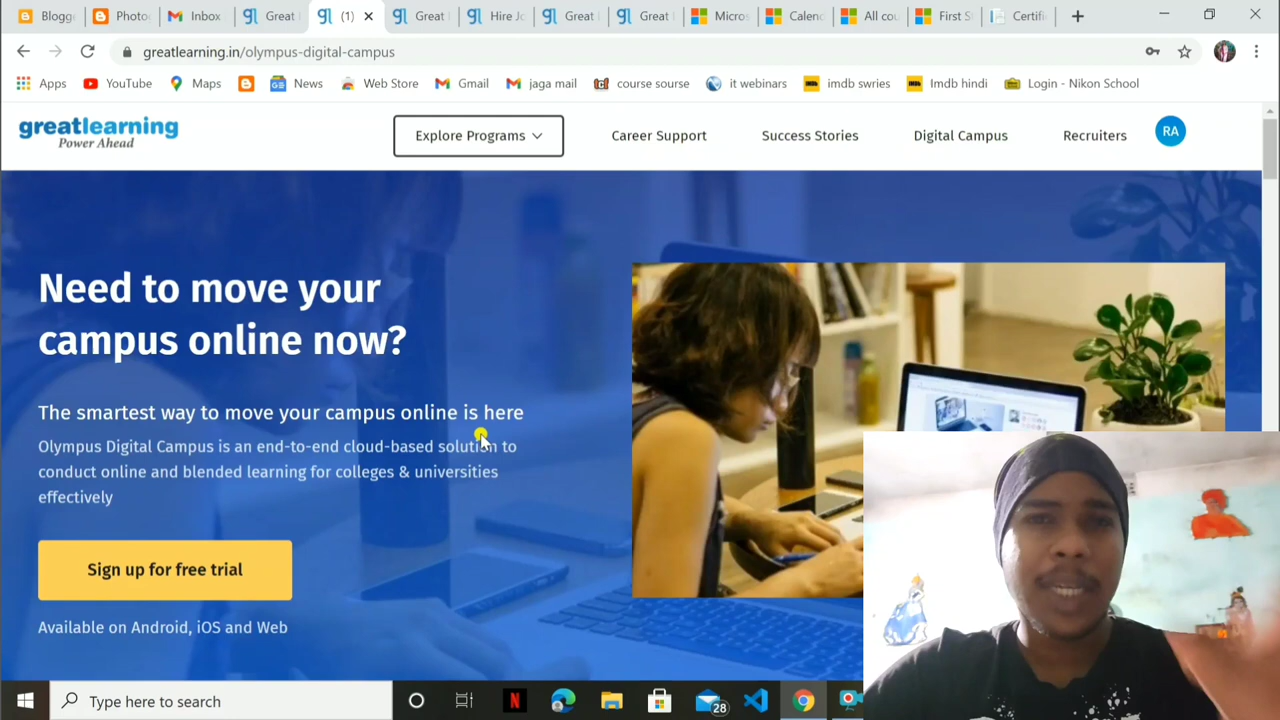 Blogge
Photo
Inbox
Great
(1)
Great
Hire Jo
Great
Great
Micros
Calend
All cou
First S
Certifi
greatlearning.in/olympus-digital-campus
Apps
YouTube
Maps
News
Web Store
Gmail
jaga mail
course sourse
it webinars
imdb swries
Imdb hindi
Login - Nikon School
greatlearning
Power Ahead
Explore Programs
Career Support
Success Stories
Digital Campus
Recruiters
RA
Need to move your
campus online now?
The smartest way to move your campus online is here
Olympus Digital Campus is an end-to-end cloud-based solution to
conduct online and blended learning for colleges & universities
effectively
Sign up for free trial
Available on Android, iOS and Web
Type here to search
28